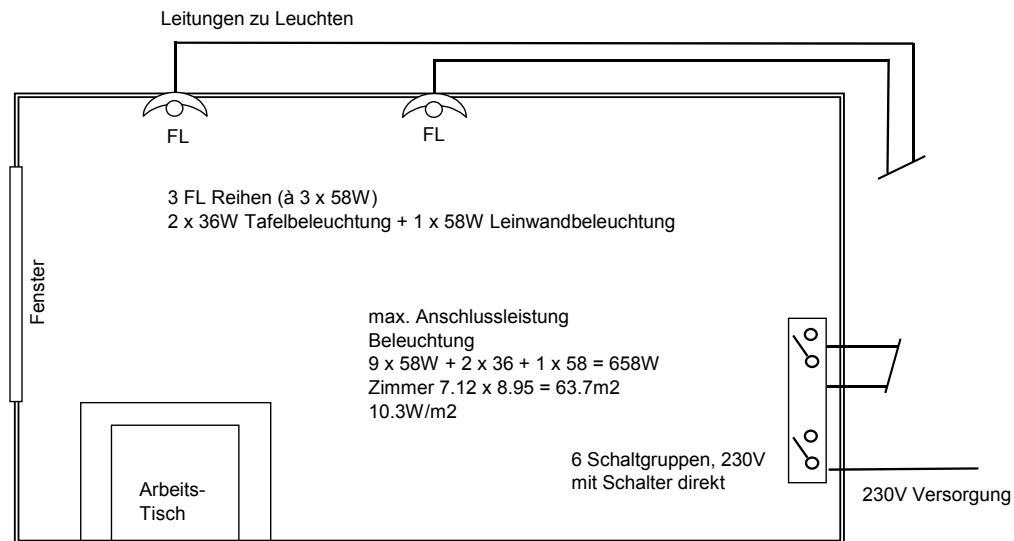 Leitungen zu Leuchten
FL
FL
3 FL Reihen (à 3 x 58W)
2 x 36W Tafelbeleuchtung + 1 x 58W Leinwandbeleuchtung
Fenster
max. Anschlussleistung
Beleuchtung
9 x 58W + 2 x 36 + 1 x 58 = 658W
Zimmer 7.12 x 8.95 = 63.7m2
10.3W/m2
6 Schaltgruppen, 230V
mit Schalter direkt
230V Versorgung
Arbeits-
Tisch